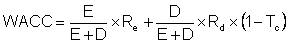 WACC = E/(E+D) × Re + D/(E+D) × Rd × (1−Tc)